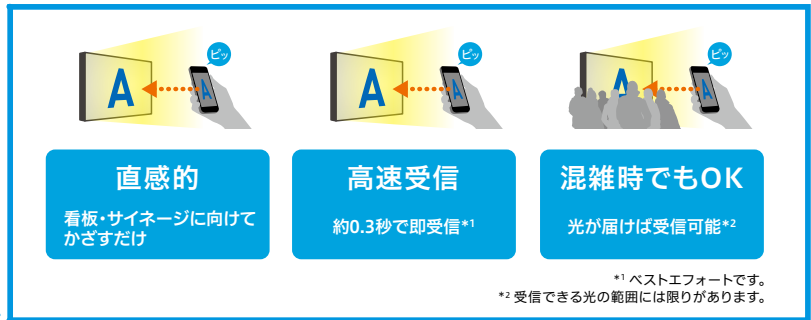 ピッ
A
A
ピッ
A
A
ピッ
A
A
直感的
看板・サイネージに向けて
かざすだけ
高速受信
約0.3秒で即受信*1
混雑時でもOK
光が届けば受信可能*2
*1 ベストエフォートです。
*2 受信できる光の範囲には限りがあります。